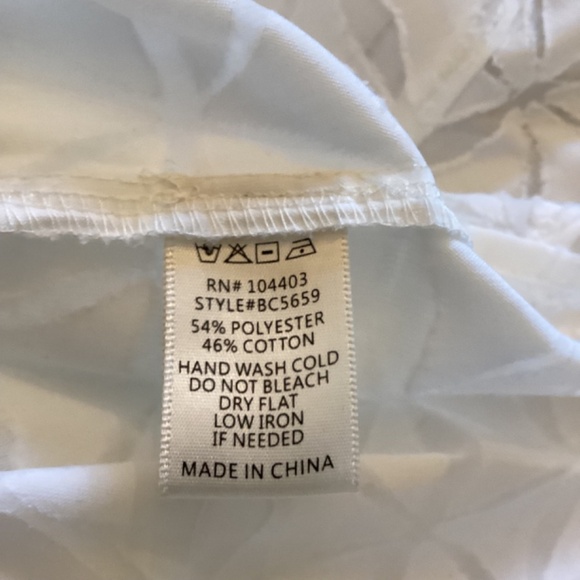 RN# 104403
STYLE#BC5659
54% POLYESTER
46% COTTON
HAND WASH COLD
DO NOT BLEACH
DRY FLAT
LOW IRON
IF NEEDED
MADE IN CHINA